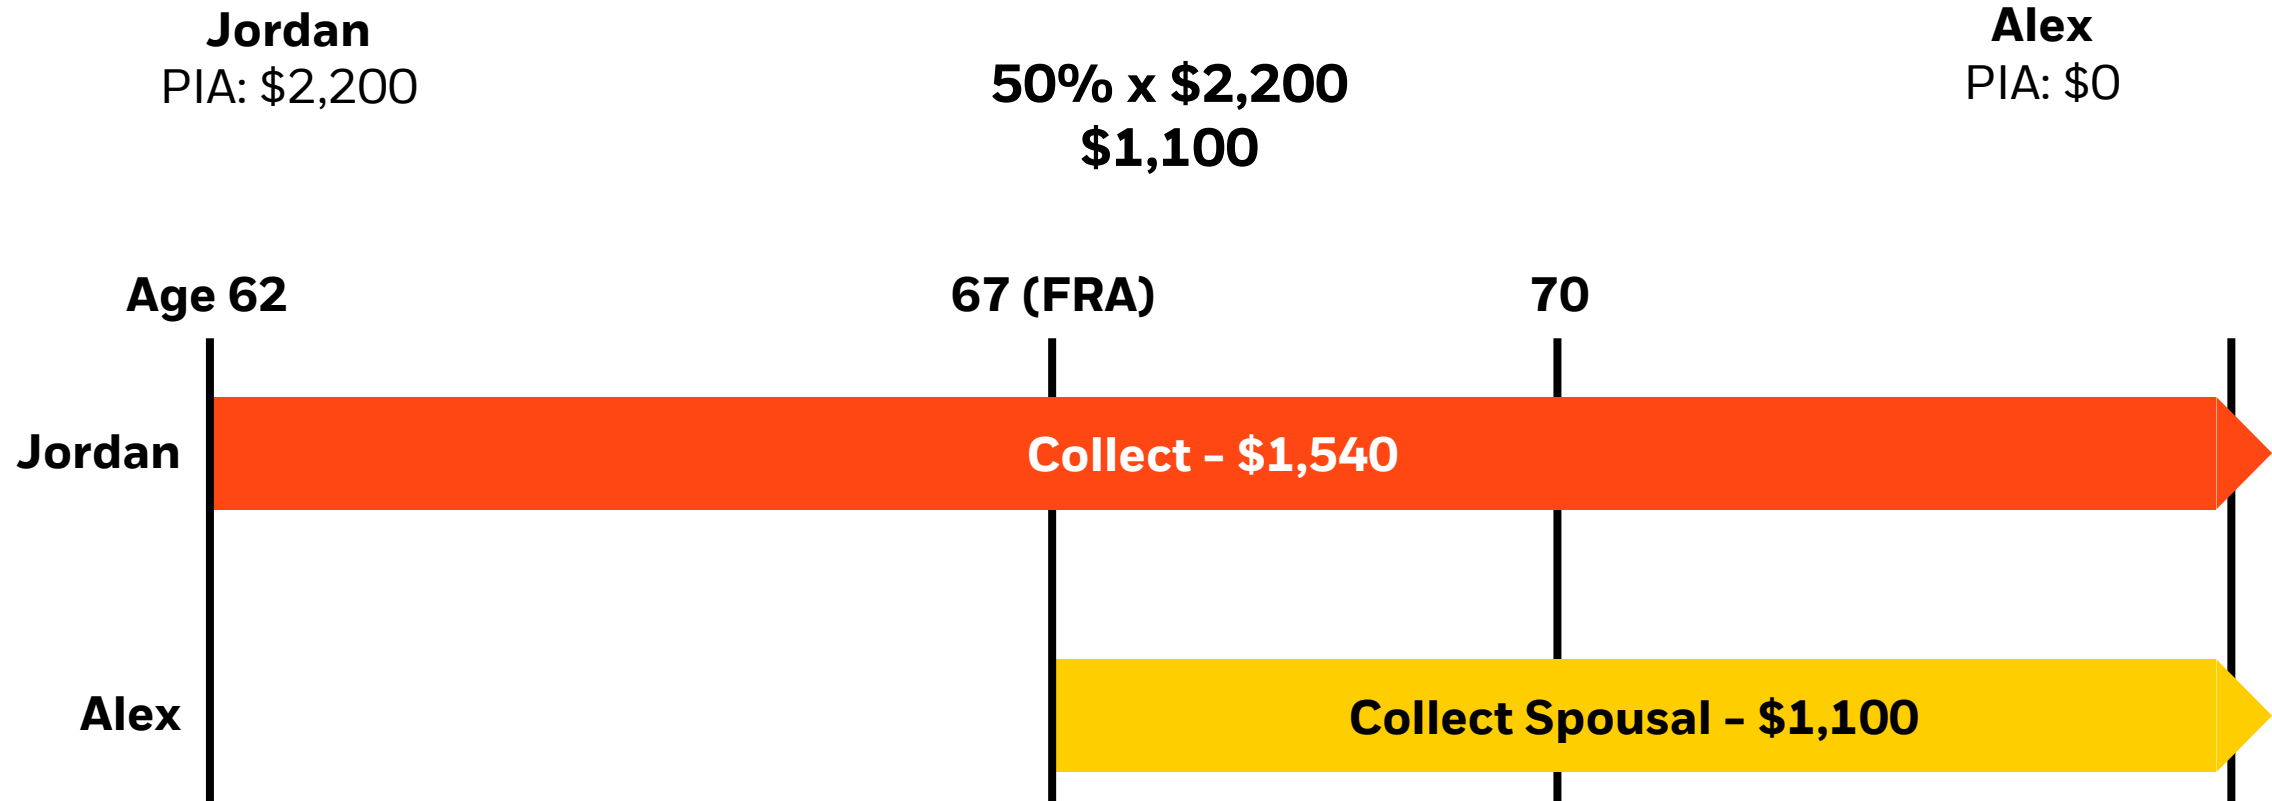 Jordan
PIA: $2,200
50% x $2,200
$1,100
Alex
PIA: $0
Age 62
67 (FRA)
70
Jordan
Collect – $1,540
Alex
Collect Spousal – $1,100